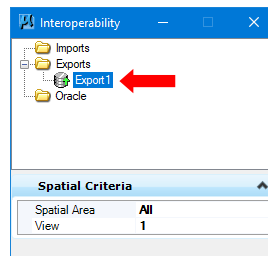 Interoperability
Imports
Exports
Export1
Oracle
Spatial Criteria
Spatial Area All
View 1